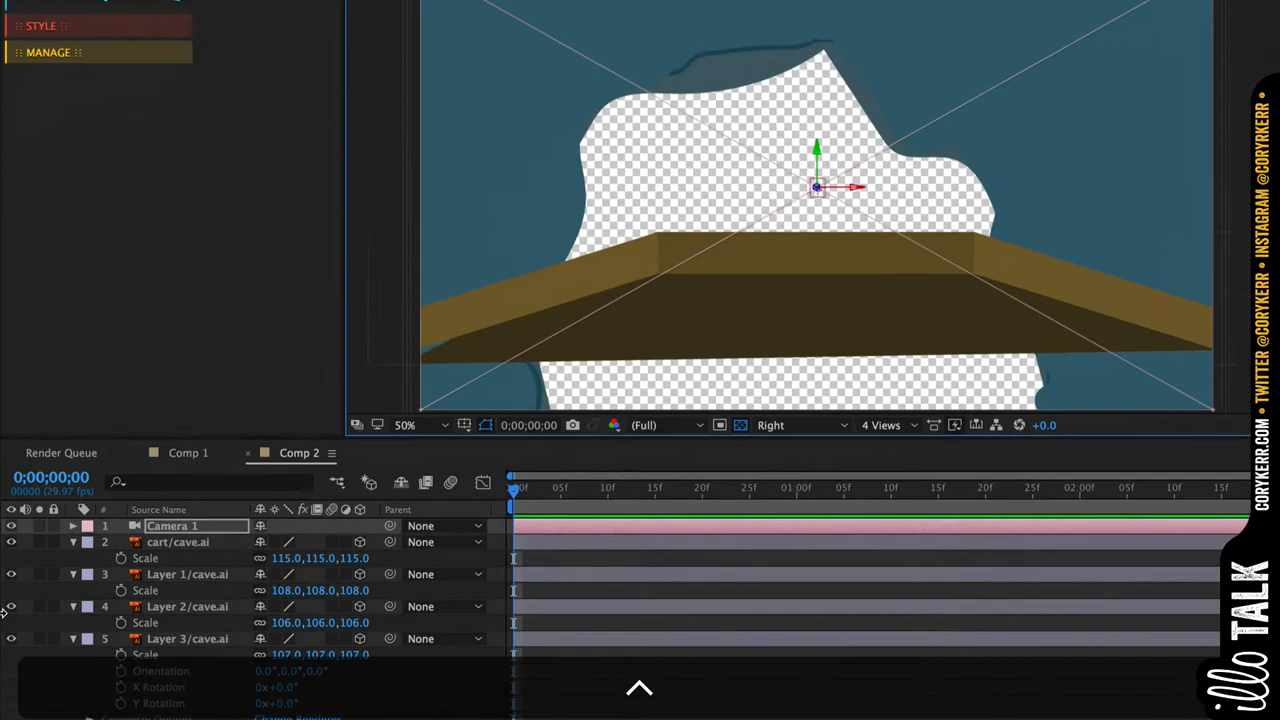 :: STYLE ::
:: MANAGE ::
50%
0;00;00;00
(Full)
Right
4 Views
+0.0
Render Queue
Comp 1
× Comp 2
0;00;00;00
00000 (29.97 fps)
05f
10f
15f
20f
25f
01:00f
05f
10f
15f
20f
25f
02:00f
05f
10f
15f
#
Source Name
Parent
1
Camera 1
None
2
cart/cave.ai
None
Scale
115.0,115.0,115.0
3
Layer 1/cave.ai
None
Scale
108.0,108.0,108.0
4
Layer 2/cave.ai
None
Scale
106.0,106.0,106.0
5
Layer 3/cave.ai
None
Scale
107.0,107.0,107.0
Orientation
0.0°,0.0°,0.0°
X Rotation
0x+0.0°
Y Rotation
0x+0.0°
CORYKERR.COM • TWITTER @CORYKERR • INSTAGRAM @CORYRKERR •
illo TALK